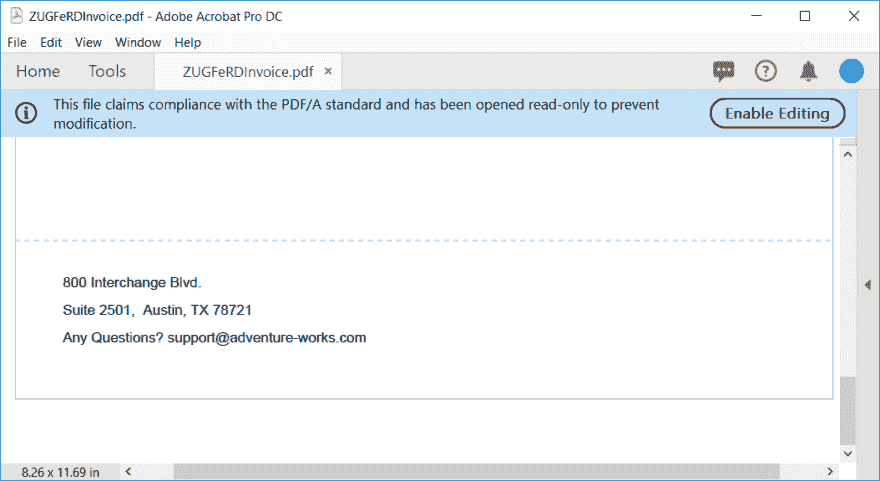 ZUGFeRDInvoice.pdf - Adobe Acrobat Pro DC
File Edit View Window Help
Home Tools ZUGFeRDInvoice.pdf ×
This file claims compliance with the PDF/A standard and has been opened read-only to prevent
modification.
Enable Editing
800 Interchange Blvd.
Suite 2501, Austin, TX 78721
Any Questions? support@adventure-works.com
8.26 x 11.69 in